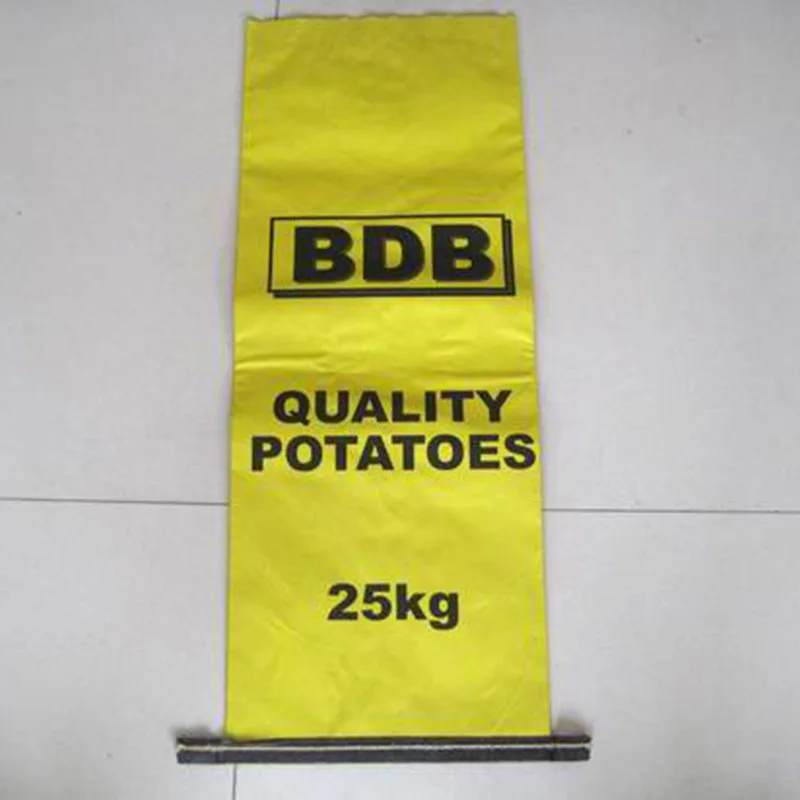 BDB
QUALITY
POTATOES
25kg